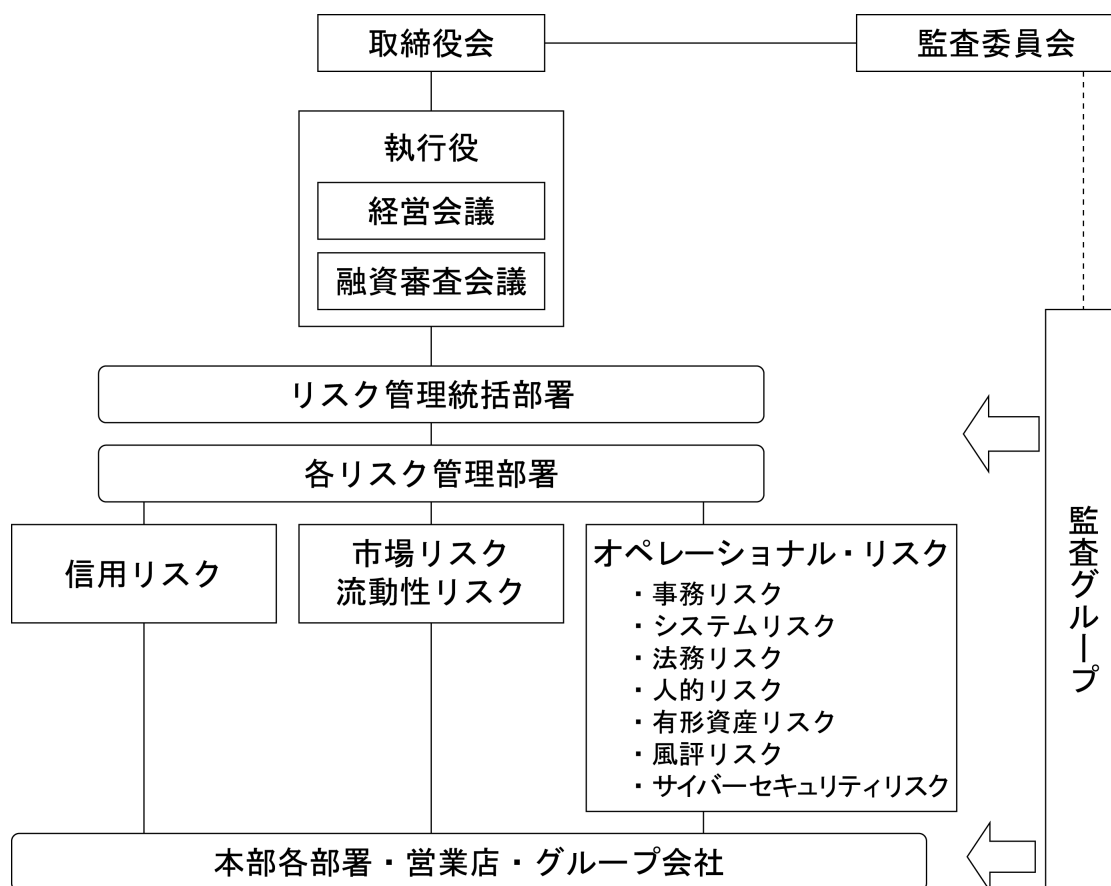 取締役会
監査委員会
執行役
経営会議
融資審査会議
リスク管理統括部署
各リスク管理部署
信用リスク
市場リスク
流動性リスク
オペレーショナル・リスク
・事務リスク
・システムリスク
・法務リスク
・人的リスク
・有形資産リスク
・風評リスク
・サイバーセキュリティリスク
監査グループ
本部各部署・営業店・グループ会社